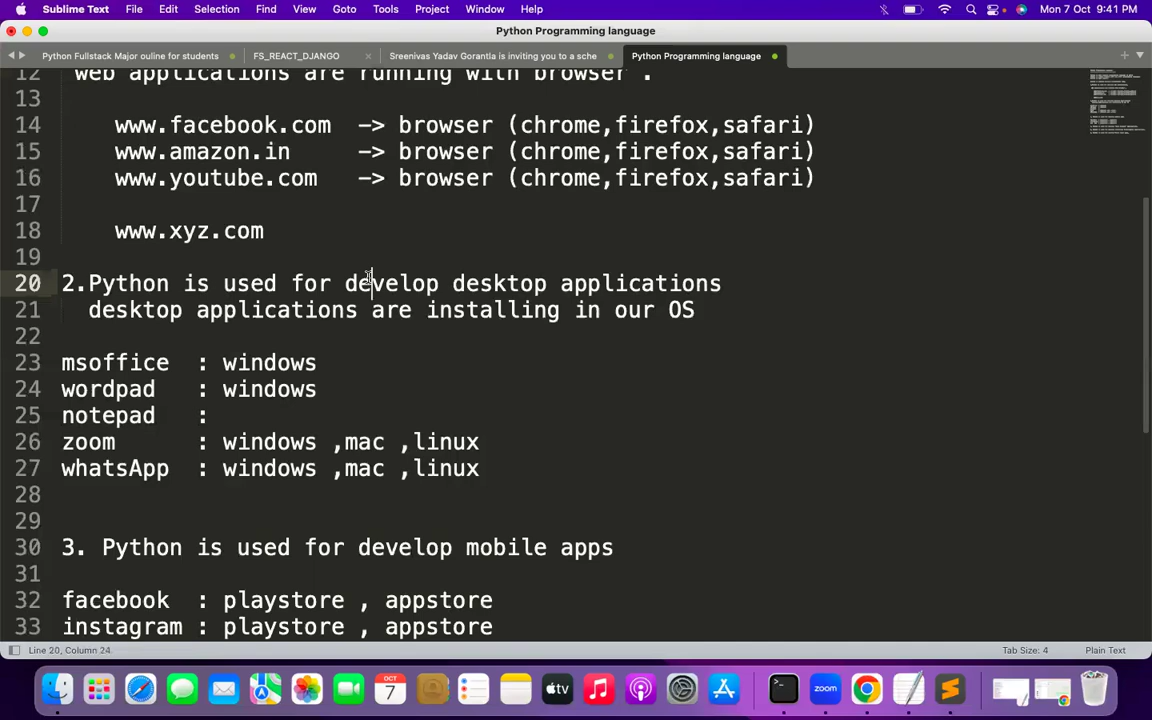 Sublime Text File Edit Selection Find View Goto Tools Project Window Help Mon 7 Oct 9:41 PM
Python Programming language
Python Fullstack Major ouline for students FS_REACT_DJANGO Sreenivas Yadav Gorantla is inviting you to a sche Python Programming language
12 web applications are running with browser .
13
14 www.facebook.com -> browser (chrome,firefox,safari)
15 www.amazon.in -> browser (chrome,firefox,safari)
16 www.youtube.com -> browser (chrome,firefox,safari)
17
18 www.xyz.com
19
20 2.Python is used for develop desktop applications
21 desktop applications are installing in our OS
22
23 msoffice : windows
24 wordpad : windows
25 notepad :
26 zoom : windows ,mac ,linux
27 whatsApp : windows ,mac ,linux
28
29
30 3. Python is used for develop mobile apps
31
32 facebook : playstore , appstore
33 instagram : playstore , appstore
Line 20, Column 24 Tab Size: 4 Plain Text
OCT
7
tv
zoom